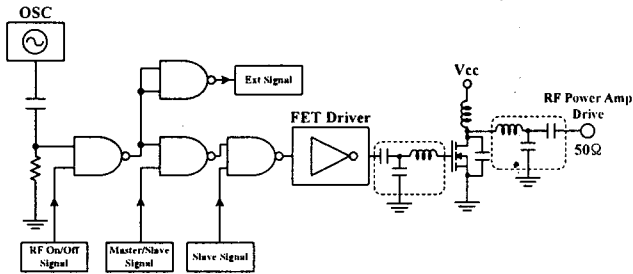 OSC
Ext Signal
Vcc
FET Driver
RF Power Amp
Drive
50Ω
RF On/Off
Signal
Master/Slave
Signal
Slave Signal